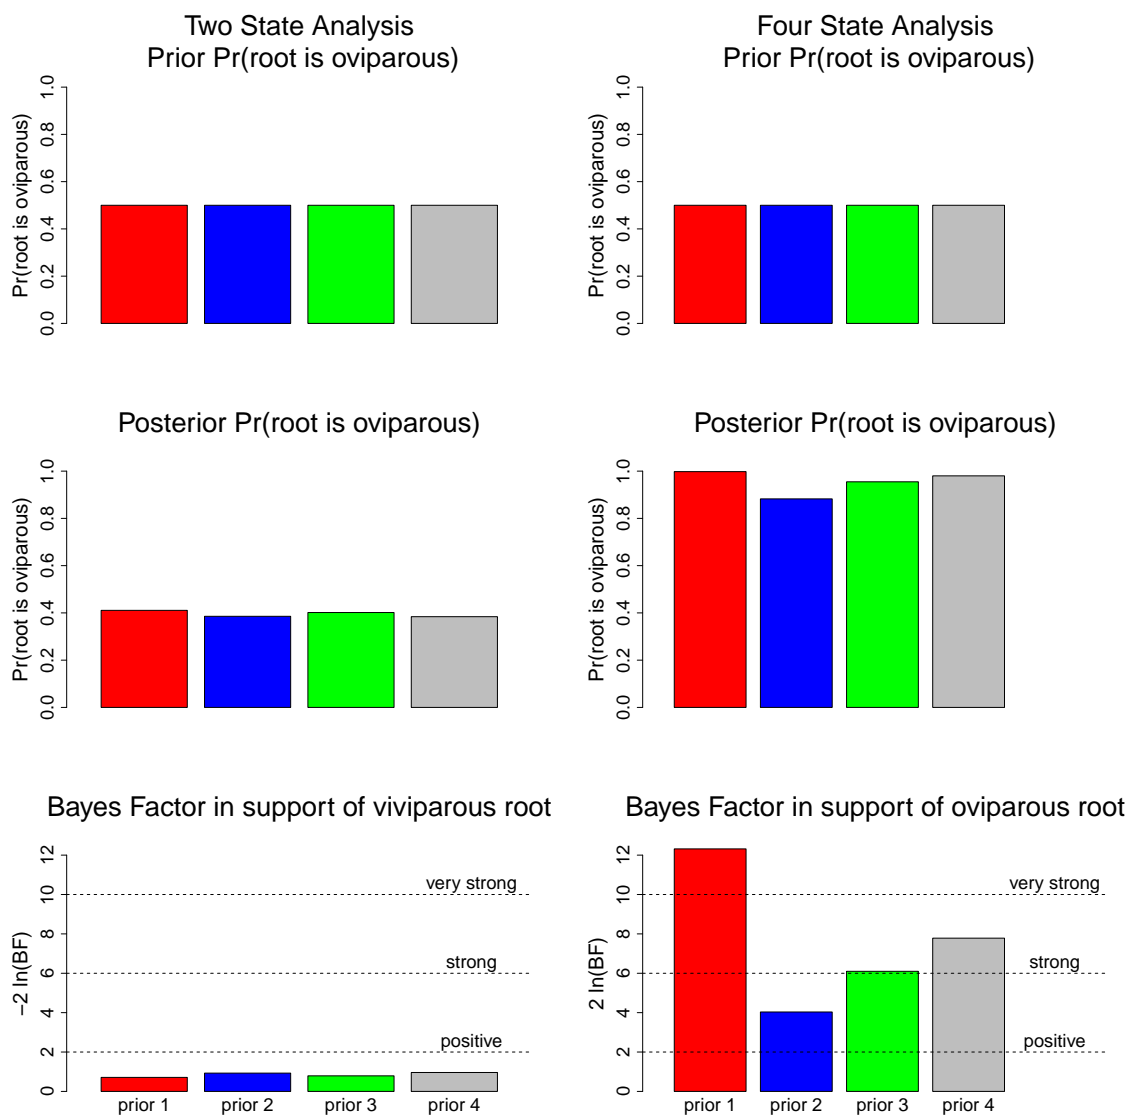 Two State Analysis
Prior Pr(root is oviparous)
Pr(root is oviparous)
0.0 0.2 0.4 0.6 0.8 1.0
Four State Analysis
Prior Pr(root is oviparous)
Pr(root is oviparous)
0.0 0.2 0.4 0.6 0.8 1.0
Posterior Pr(root is oviparous)
Pr(root is oviparous)
0.0 0.2 0.4 0.6 0.8 1.0
Posterior Pr(root is oviparous)
Pr(root is oviparous)
0.0 0.2 0.4 0.6 0.8 1.0
Bayes Factor in support of viviparous root
−2 ln(BF)
0 2 4 6 8 10 12
very strong
strong
positive
prior 1 prior 2 prior 3 prior 4
Bayes Factor in support of oviparous root
2 ln(BF)
0 2 4 6 8 10 12
very strong
strong
positive
prior 1 prior 2 prior 3 prior 4